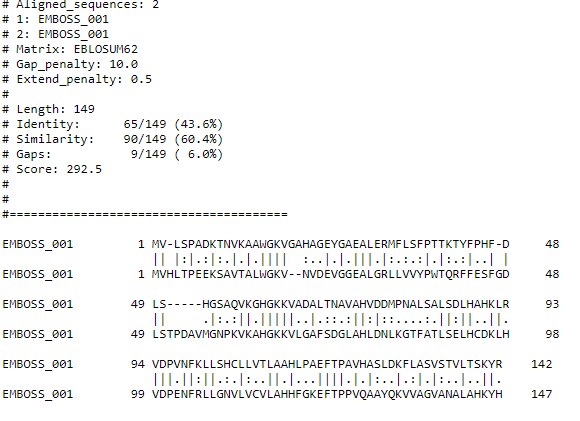 # Aligned_sequences: 2
# 1: EMBOSS_001
# 2: EMBOSS_001
# Matrix: EBLOSUM62
# Gap_penalty: 10.0
# Extend_penalty: 0.5
#
# Length: 149
# Identity:      65/149 (43.6%)
# Similarity:    90/149 (60.4%)
# Gaps:           9/149 ( 6.0%)
# Score: 292.5
#
#
#=======================================
EMBOSS_001         1 MV-LSPADKTNVKAAWGKVGAHAGEYGAEALERMFLSFPTTKTYFPHF-D     48
                     || |:|.:|:.|.|.||||  :..|.|.|||.|:.:.:.|.|:.:|..| |
EMBOSS_001         1 MVHLTPEEKSAVTALWGKV--NVDEVGGEALGRLLVVYPWTQRFFESFGD     48
EMBOSS_001        49 LS-----HGSAQVKGHGKKVADALTNAVAHVDDMPNALSALSDLHAHKLR     93
                     ||     .|:.:||.|||||..|.::.:||:|::....:.||:||..||.
EMBOSS_001        49 LSTPDAVMGNPKVKAHGKKVLGAFSDGLAHLDNLKGTFATLSELHCDKLH     98
EMBOSS_001        94 VDPVNFKLLSHCLLVTLAAHLPAEFTPAVHASLDKFLASVSTVLTSKYR    142
                     |||.||:||.:.|:..||.|...||||.|.|:..|.:|.|:..|..||.
EMBOSS_001        99 VDPENFRLLGNVLVCVLAHHFGKEFTPPVQAAYQKVVAGVANALAHKYH    147